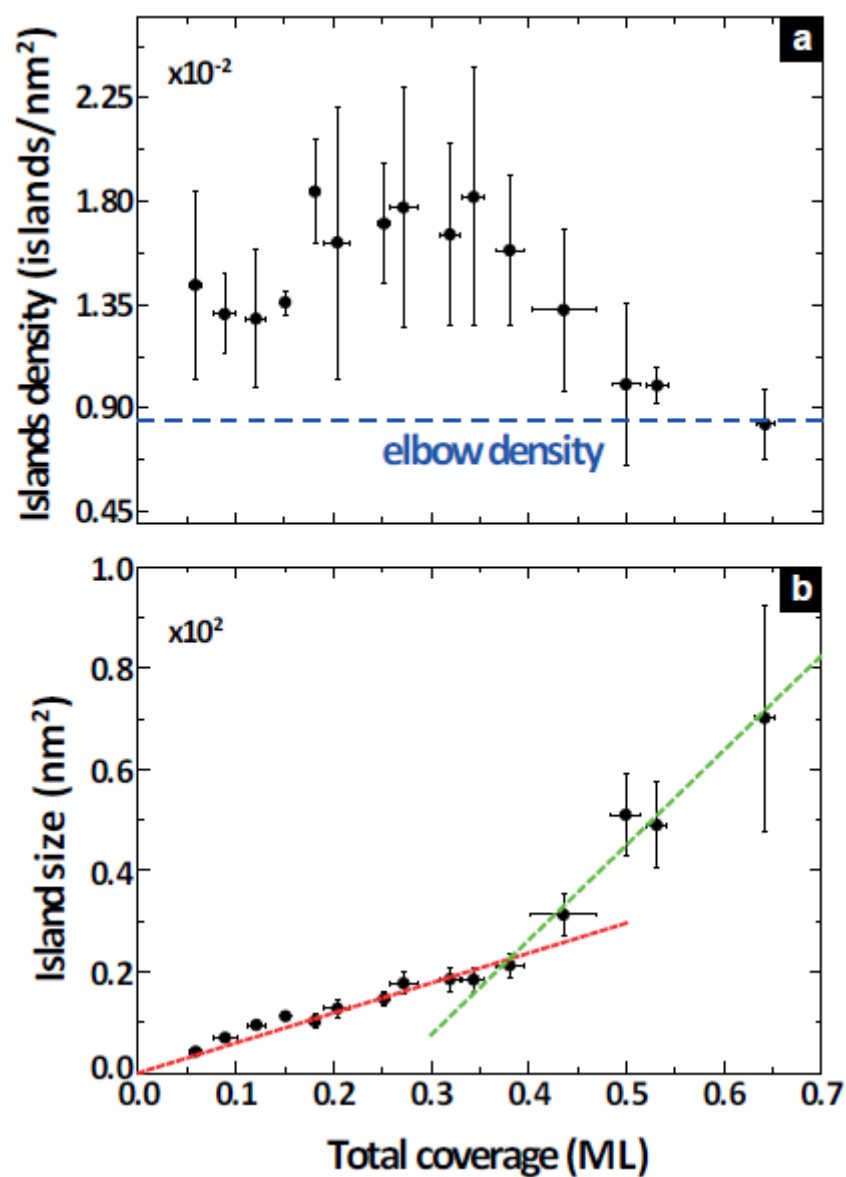 a
x10⁻²
Islands density (islands/nm²)
2.25
1.80
1.35
0.90
0.45
elbow density
b
x10²
Island size (nm²)
1.0
0.8
0.6
0.4
0.2
0.0
0.0 0.1 0.2 0.3 0.4 0.5 0.6 0.7
Total coverage (ML)